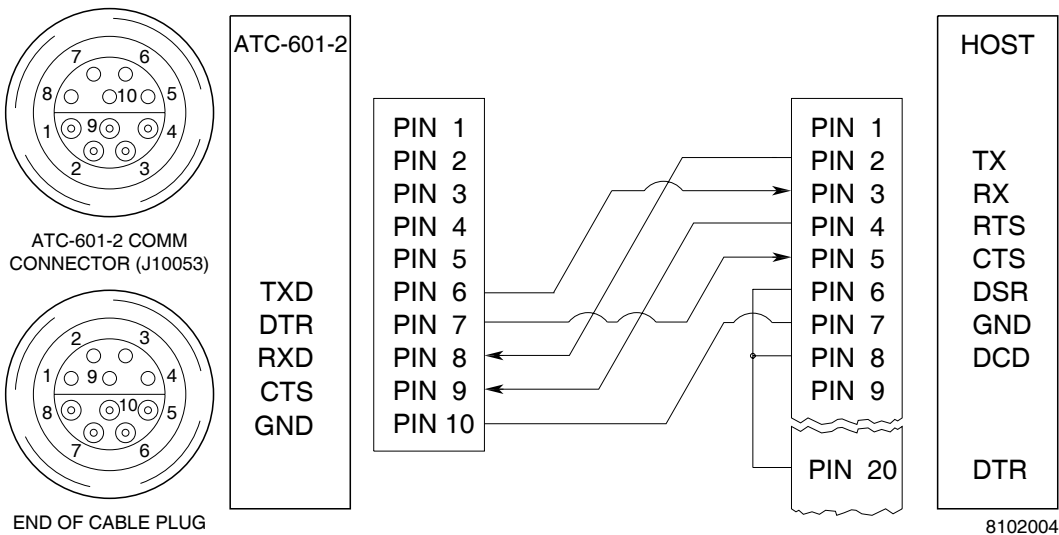 7 6
8 10 5
1 9 4
2 3
ATC-601-2 COMM
CONNECTOR (J10053)
2 3
1 9 4
8 10 5
7 6
END OF CABLE PLUG
ATC-601-2
TXD
DTR
RXD
CTS
GND
PIN 1
PIN 2
PIN 3
PIN 4
PIN 5
PIN 6
PIN 7
PIN 8
PIN 9
PIN 10
PIN 1
PIN 2
PIN 3
PIN 4
PIN 5
PIN 6
PIN 7
PIN 8
PIN 9
PIN 20
HOST
TX
RX
RTS
CTS
DSR
GND
DCD
DTR
8102004